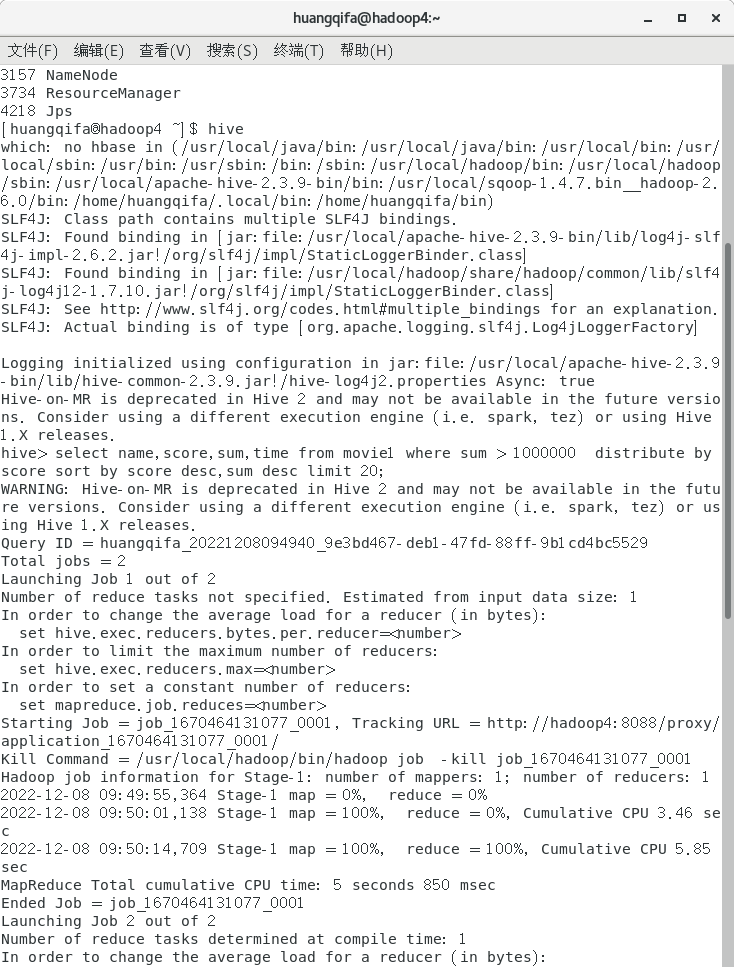 huangqifa@hadoop4:~
文件(F) 编辑(E) 查看(V) 搜索(S) 终端(T) 帮助(H)
3157 NameNode
3734 ResourceManager
4218 Jps
[huangqifa@hadoop4 ~]$ hive
which: no hbase in (/usr/local/java/bin:/usr/local/java/bin:/usr/local/bin:/usr/
local/sbin:/usr/bin:/usr/sbin:/bin:/sbin:/usr/local/hadoop/bin:/usr/local/hadoop
/sbin:/usr/local/apache-hive-2.3.9-bin/bin:/usr/local/sqoop-1.4.7.bin__hadoop-2.
6.0/bin:/home/huangqifa/.local/bin:/home/huangqifa/bin)
SLF4J: Class path contains multiple SLF4J bindings.
SLF4J: Found binding in [jar:file:/usr/local/apache-hive-2.3.9-bin/lib/log4j-slf
4j-impl-2.6.2.jar!/org/slf4j/impl/StaticLoggerBinder.class]
SLF4J: Found binding in [jar:file:/usr/local/hadoop/share/hadoop/common/lib/slf4
j-log4j12-1.7.10.jar!/org/slf4j/impl/StaticLoggerBinder.class]
SLF4J: See http://www.slf4j.org/codes.html#multiple_bindings for an explanation.
SLF4J: Actual binding is of type [org.apache.logging.slf4j.Log4jLoggerFactory]
Logging initialized using configuration in jar:file:/usr/local/apache-hive-2.3.9
-bin/lib/hive-common-2.3.9.jar!/hive-log4j2.properties Async: true
Hive-on-MR is deprecated in Hive 2 and may not be available in the future versio
ns. Consider using a different execution engine (i.e. spark, tez) or using Hive
1.X releases.
hive> select name,score,sum,time from movie1 where sum > 1000000  distribute by
score sort by score desc,sum desc limit 20;
WARNING: Hive-on-MR is deprecated in Hive 2 and may not be available in the futu
re versions. Consider using a different execution engine (i.e. spark, tez) or us
ing Hive 1.X releases.
Query ID = huangqifa_20221208094940_9e3bd467-deb1-47fd-88ff-9b1cd4bc5529
Total jobs = 2
Launching Job 1 out of 2
Number of reduce tasks not specified. Estimated from input data size: 1
In order to change the average load for a reducer (in bytes):
  set hive.exec.reducers.bytes.per.reducer=<number>
In order to limit the maximum number of reducers:
  set hive.exec.reducers.max=<number>
In order to set a constant number of reducers:
  set mapreduce.job.reduces=<number>
Starting Job = job_1670464131077_0001, Tracking URL = http://hadoop4:8088/proxy/
application_1670464131077_0001/
Kill Command = /usr/local/hadoop/bin/hadoop job  -kill job_1670464131077_0001
Hadoop job information for Stage-1: number of mappers: 1; number of reducers: 1
2022-12-08 09:49:55,364 Stage-1 map = 0%,  reduce = 0%
2022-12-08 09:50:01,138 Stage-1 map = 100%,  reduce = 0%, Cumulative CPU 3.46 se
c
2022-12-08 09:50:14,709 Stage-1 map = 100%,  reduce = 100%, Cumulative CPU 5.85
sec
MapReduce Total cumulative CPU time: 5 seconds 850 msec
Ended Job = job_1670464131077_0001
Launching Job 2 out of 2
Number of reduce tasks determined at compile time: 1
In order to change the average load for a reducer (in bytes):